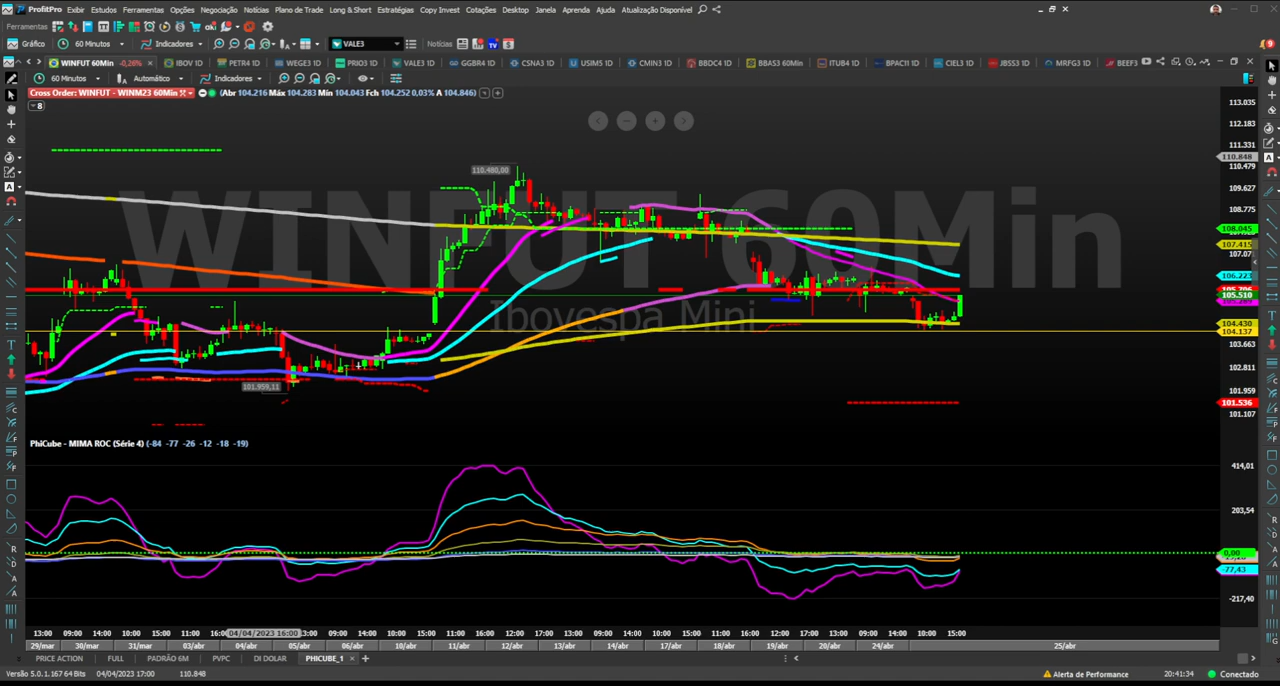 ProfitPro Exibir Estudos Ferramentas Opções Negociação Notícias Plano de Trade Long & Short Estratégias Copy Invest Cotações Desktop Janela Aprenda Ajuda Atualização Disponível
Ferramentas
Gráfico 60 Minutos Indicadores VALE3 Notícias
WINFUT 60Min -0,26% IBOV 1D PETR4 1D WEGE3 1D PRIO3 1D VALE3 1D GGBR4 1D CSNA3 1D USIM5 1D CMIN3 1D BBDC4 1D BBAS3 60Min ITUB4 1D BPAC11 1D CIEL3 1D JBSS3 1D MRFG3 1D BEEF3
60 Minutos Automático Indicadores
Cross Order: WINFUT - WINM23 60Min (Abr 104.216 Máx 104.283 Mín 104.043 Fch 104.252 0,03% A 104.846)
8
113.035
112.183
111.331
110.848
110.479
110.480,00
109.627
108.775
108.045
107.415
107.07
106.223
105.510
104.430
104.137
103.663
102.811
101.959
101.959,11
101.536
101.107
WINFUT 60Min
Ibovespa Mini
PhiCube - MIMA ROC (Série 4) (-84 -77 -26 -12 -18 -19)
414,01
203,54
0,00
-77,43
-217,40
13:00 09:00 14:00 10:00 15:00 11:00 16:00 04/04/2023 16:00 13:00 09:00 14:00 10:00 15:00 11:00 16:00 12:00 17:00 13:00 09:00 14:00 10:00 15:00 11:00 16:00 12:00 17:00 13:00 09:00 14:00 10:00 15:00
29/mar 30/mar 31/mar 03/abr 04/abr 05/abr 06/abr 10/abr 11/abr 12/abr 13/abr 14/abr 17/abr 18/abr 19/abr 20/abr 24/abr 25/abr
PRICE ACTION FULL PADRÃO 6M PVPC DI DOLAR PHICUBE_1
Versão 5.0.1.167 64 Bits 04/04/2023 17:00 110.848 Alerta de Performance 20:41:34 Conectado